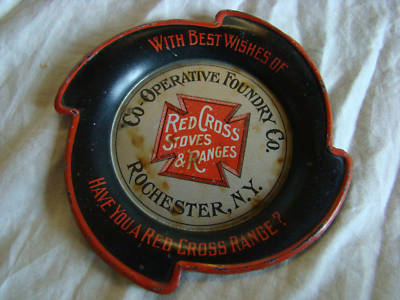 With Best Wishes of
Co-Operative Foundry Co.
Red Cross
Stoves
& Ranges
Rochester, N.Y.
Have You A Red Cross Range?